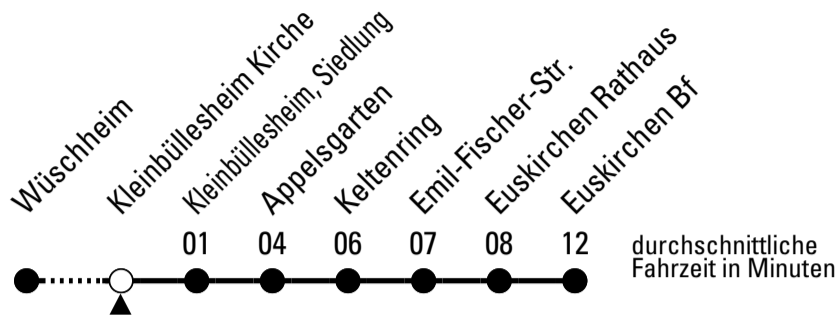 Wüschheim
Kleinbüllesheim Kirche
Kleinbüllesheim, Siedlung
Appelsgarten
Keltenring
Emil-Fischer-Str.
Euskirchen Rathaus
Euskirchen Bf
01 04 06 07 08 12
durchschnittliche
Fahrzeit in Minuten